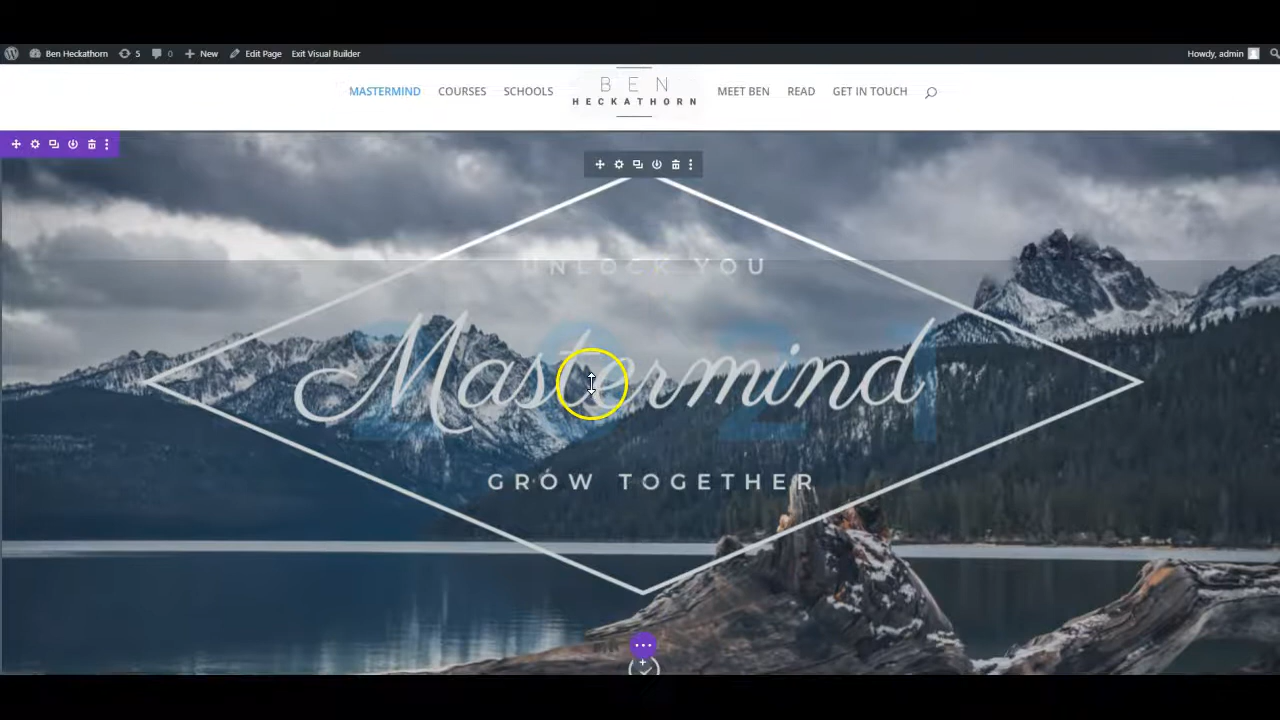 Ben Heckathorn 5 0 New Edit Page Exit Visual Builder Howdy, admin
MASTERMIND COURSES SCHOOLS BEN HECKATHORN MEET BEN READ GET IN TOUCH
UNLOCK YOU
2021
Mastermind
GROW TOGETHER